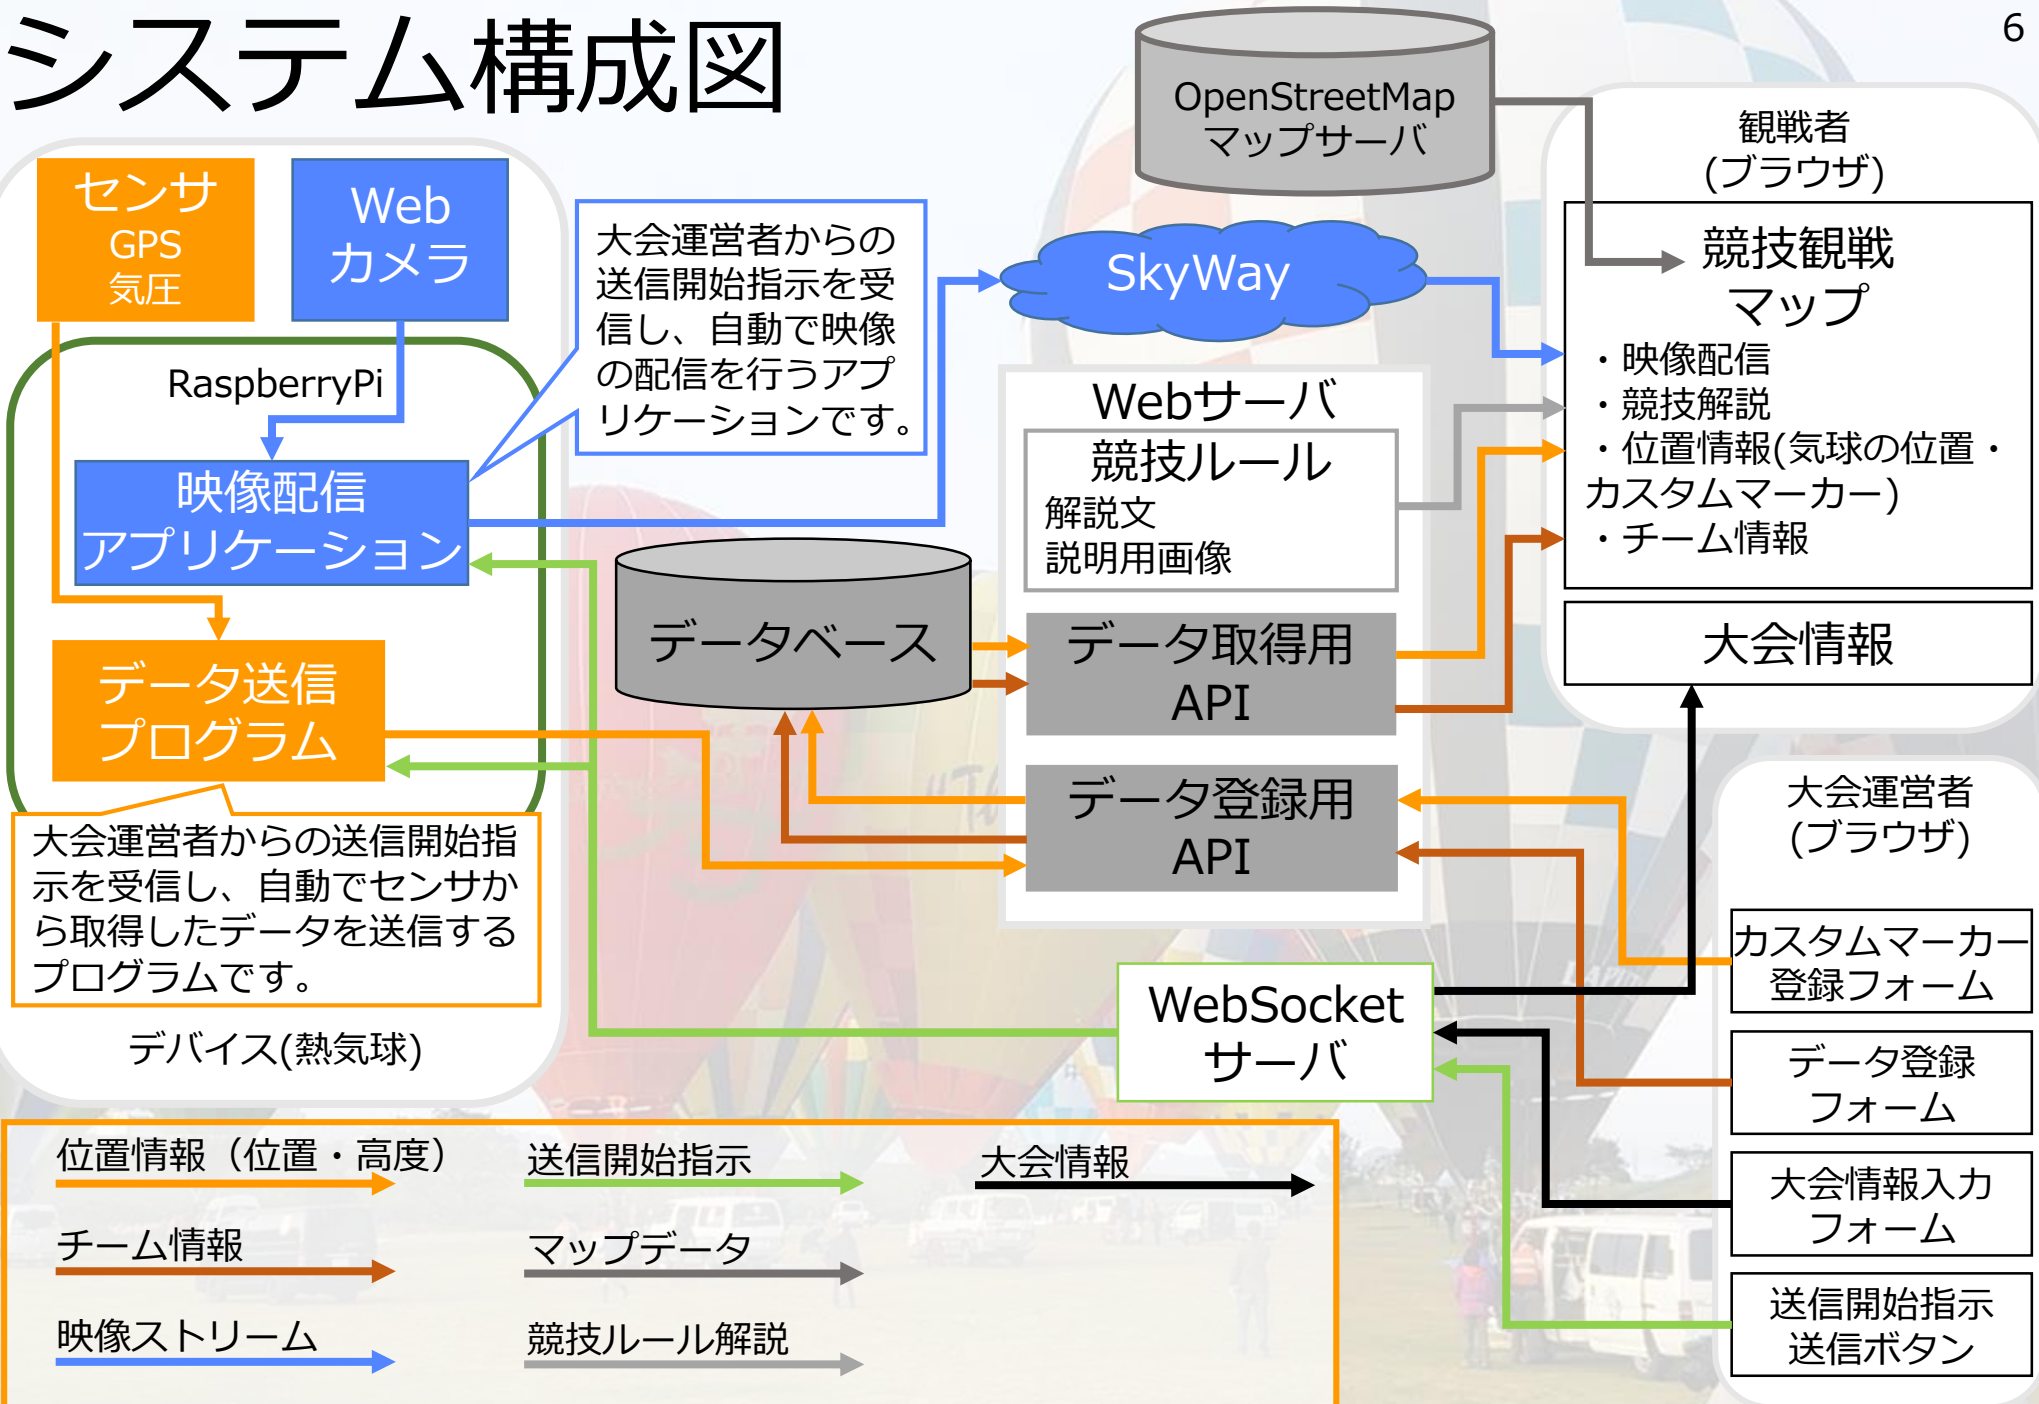 システム構成図
6
OpenStreetMap
マップサーバ
観戦者
(ブラウザ)
センサ
GPS
気圧
Web
カメラ
大会運営者からの
送信開始指示を受
信し、自動で映像
の配信を行うアプ
リケーションです。
SkyWay
競技観戦
マップ
・映像配信
・競技解説
・位置情報(気球の位置・
カスタムマーカー)
・チーム情報
RaspberryPi
Webサーバ
競技ルール
解説文
説明用画像
映像配信
アプリケーション
データベース
データ取得用
API
大会情報
データ送信
プログラム
データ登録用
API
大会運営者
(ブラウザ)
大会運営者からの送信開始指
示を受信し、自動でセンサか
ら取得したデータを送信する
プログラムです。
デバイス(熱気球)
WebSocket
サーバ
カスタムマーカー
登録フォーム
データ登録
フォーム
大会情報入力
フォーム
送信開始指示
送信ボタン
位置情報（位置・高度）
送信開始指示
大会情報
チーム情報
マップデータ
映像ストリーム
競技ルール解説